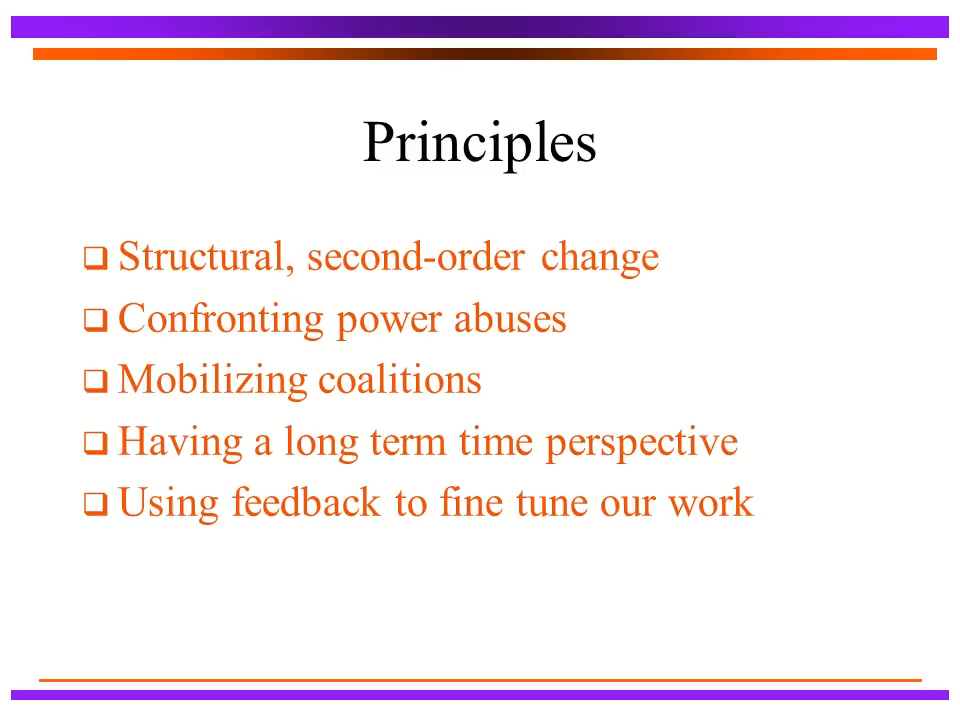 Principles
Structural, second-order change
Confronting power abuses
Mobilizing coalitions
Having a long term time perspective
Using feedback to fine tune our work